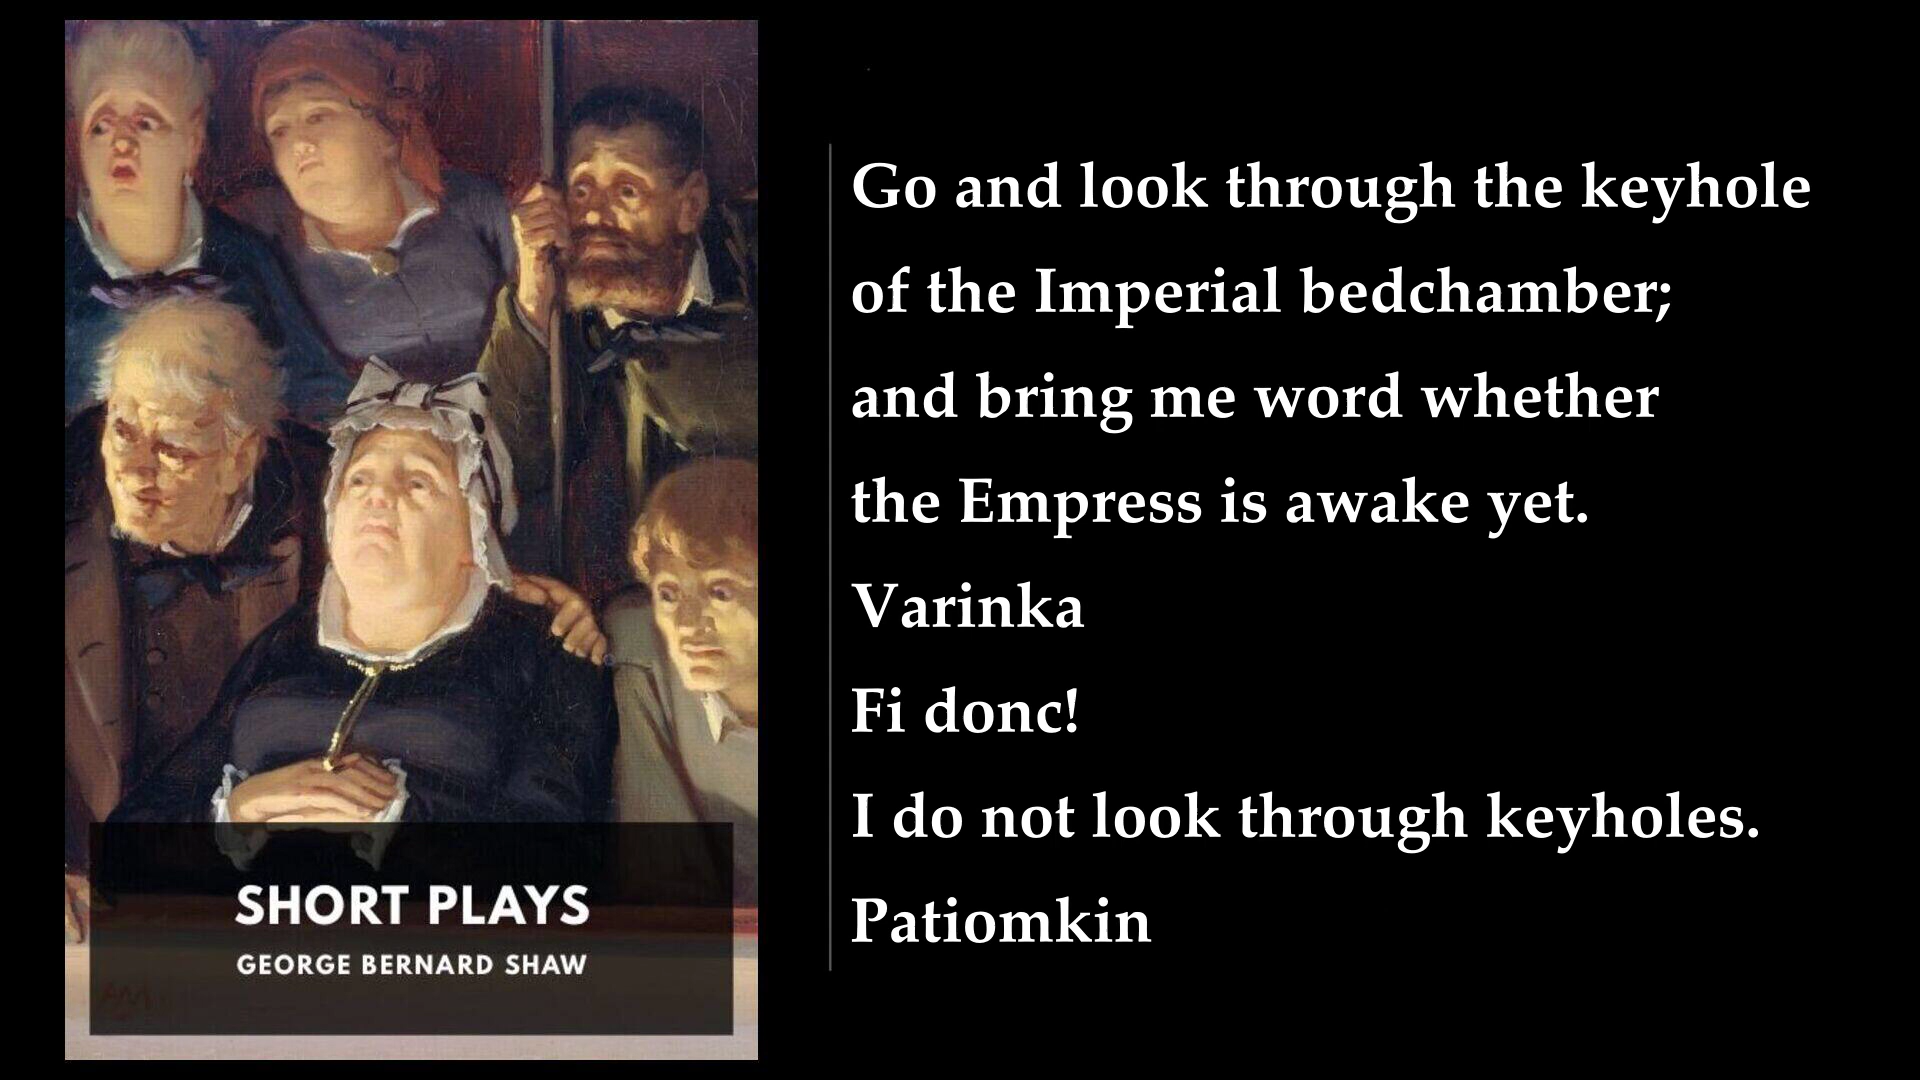 Go and look through the keyhole
of the Imperial bedchamber;
and bring me word whether
the Empress is awake yet.
Varinka
Fi donc!
I do not look through keyholes.
Patiomkin
SHORT PLAYS
GEORGE BERNARD SHAW